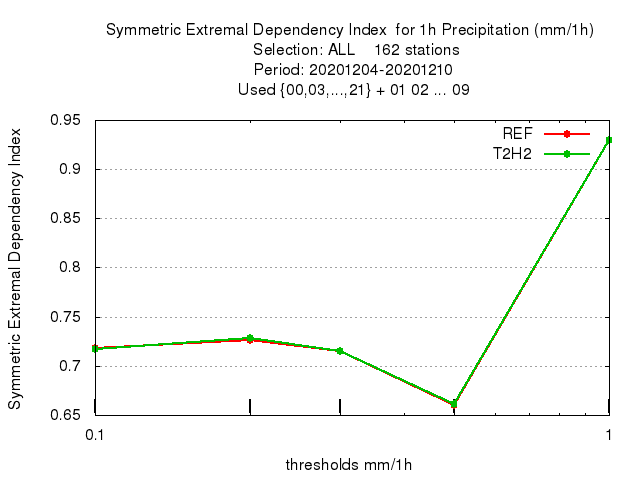 Symmetric Extremal Dependency Index  for 1h Precipitation (mm/1h)
Selection: ALL    162 stations
Period: 20201204-20201210
Used {00,03,...,21} + 01 02 ... 09
Symmetric Extremal Dependency Index
0.95
0.9
0.85
0.8
0.75
0.7
0.65
REF
T2H2
0.1
1
thresholds mm/1h